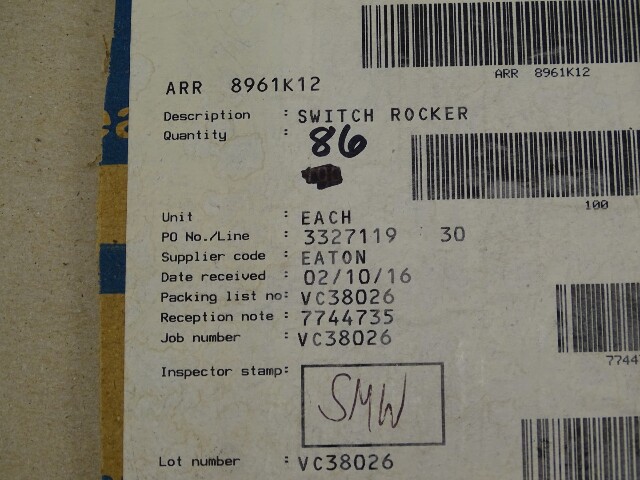 ARR 8961K12
ARR 8961K12
Description : SWITCH ROCKER
Quantity : 86
100
Unit : EACH
PO No./Line : 3327119 30
Supplier code : EATON
Date received : 02/10/16
Packing list no: VC38026
Reception note : 7744735
Job number : VC38026
7744
Inspector stamp: SMW
Lot number : VC38026